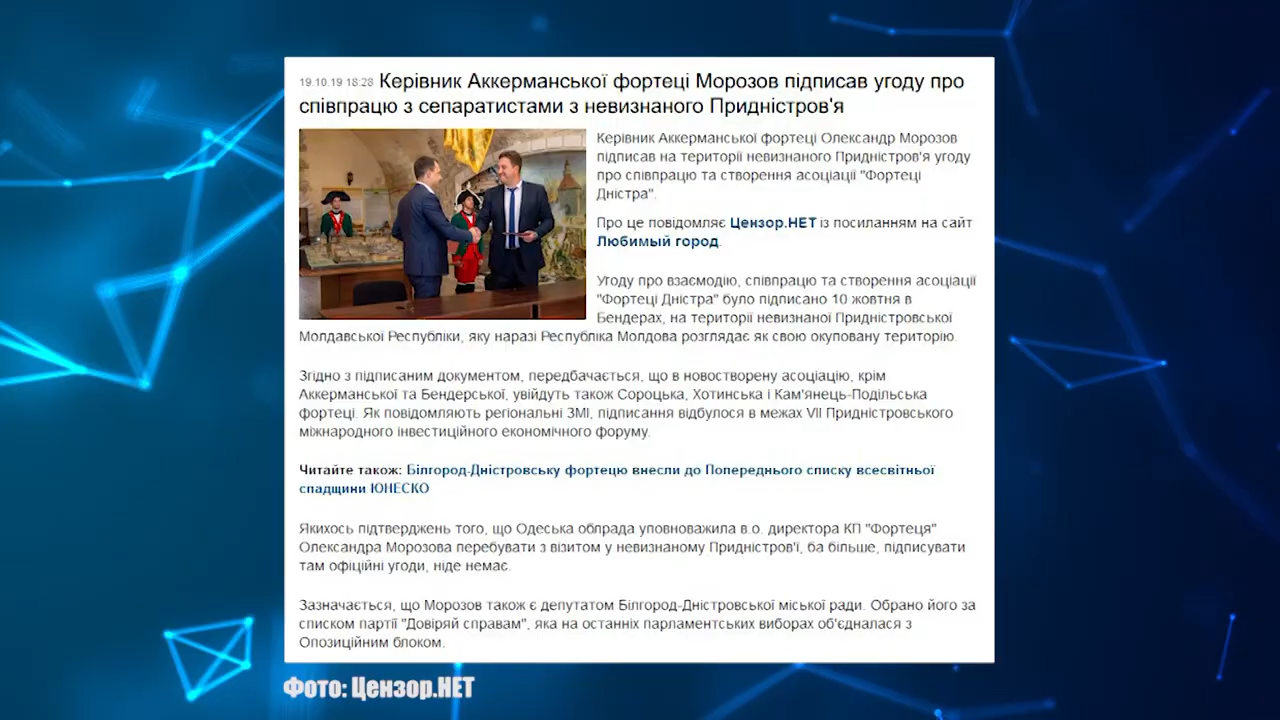 19.10.19 18:28 Керівник Аккерманської фортеці Морозов підписав угоду про
співпрацю з сепаратистами з невизнаного Придністров'я
Керівник Аккерманської фортеці Олександр Морозов
підписав на території невизнаного Придністров'я угоду
про співпрацю та створення асоціації "Фортеці
Дністра".
Про це повідомляє Цензор.НЕТ із посиланням на сайт
Любимый город.
Угоду про взаємодію, співпрацю та створення асоціації
"Фортеці Дністра" було підписано 10 жовтня в
Бендерах, на території невизнаної Придністровської
Молдавської Республіки, яку наразі Республіка Молдова розглядає як свою окуповану територію.
Згідно з підписаним документом, передбачається, що в новостворену асоціацію, крім
Аккерманської та Бендерської, увійдуть також Сороцька, Хотинська і Кам'янець-Подільська
фортеці. Як повідомляють регіональні ЗМІ, підписання відбулося в межах VII Придністровського
міжнародного інвестиційного економічного форуму.
Читайте також: Білгород-Дністровську фортецю внесли до Попереднього списку всесвітньої
спадщини ЮНЕСКО
Якихось підтверджень того, що Одеська облрада уповноважила в.о. директора КП "Фортеця"
Олександра Морозова перебувати з візитом у невизнаному Придністров'ї, ба більше, підписувати
там офіційні угоди, ніде немає.
Зазначається, що Морозов також є депутатом Білгород-Дністровської міської ради. Обрано його за
списком партії "Довіряй справам", яка на останніх парламентських виборах об'єдналася з
Опозиційним блоком.
Фото: Цензор.НЕТ